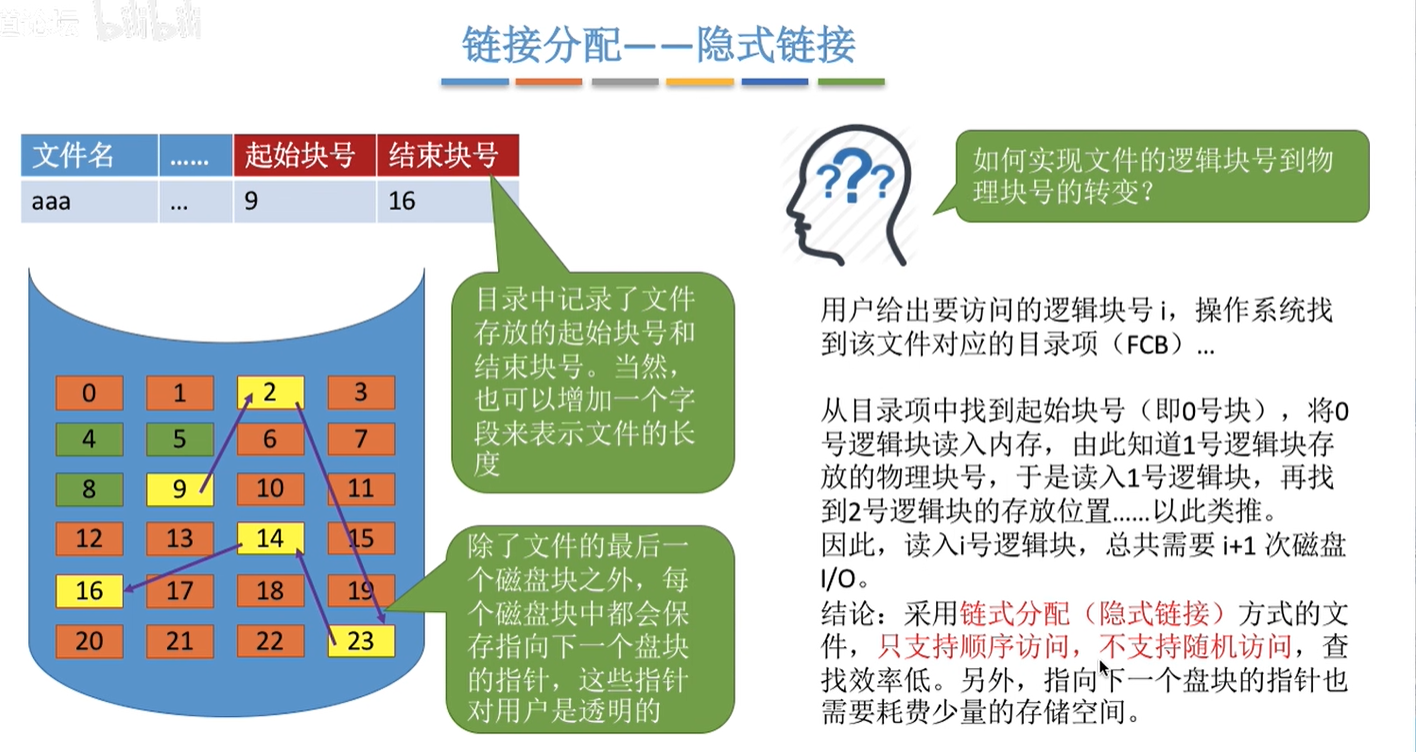 道论坛 bilibili
链接分配——隐式链接
文件名 …… 起始块号 结束块号
aaa … 9 16
目录中记录了文件
存放的起始块号和
结束块号。当然，
也可以增加一个字
段来表示文件的长
度
0 1 2 3
4 5 6 7
8 9 10 11
12 13 14 15
16 17 18 19
20 21 22 23
除了文件的最后一
个磁盘块之外，每
个磁盘块中都会保
存指向下一个盘块
的指针，这些指针
对用户是透明的
???
如何实现文件的逻辑块号到物
理块号的转变？
用户给出要访问的逻辑块号 i，操作系统找
到该文件对应的目录项（FCB）…
从目录项中找到起始块号（即0号块），将0
号逻辑块读入内存，由此知道1号逻辑块存
放的物理块号，于是读入1号逻辑块，再找
到2号逻辑块的存放位置……以此类推。
因此，读入i号逻辑块，总共需要 i+1 次磁盘
I/O。
结论：采用链式分配（隐式链接）方式的文
件，只支持顺序访问，不支持随机访问，查
找效率低。另外，指向下一个盘块的指针也
需要耗费少量的存储空间。